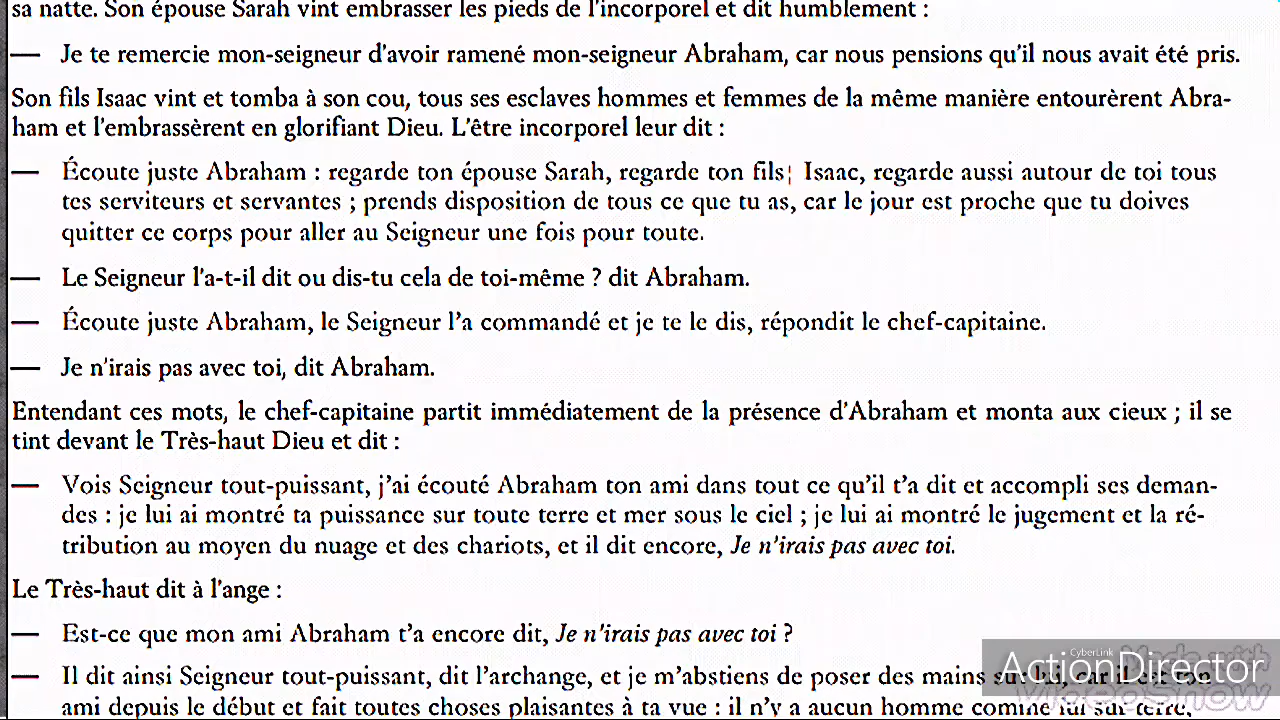 sa natte. Son épouse Sarah vint embrasser les pieds de l'incorporel et dit humblement :
— Je te remercie mon-seigneur d'avoir ramené mon-seigneur Abraham, car nous pensions qu'il nous avait été pris.
Son fils Isaac vint et tomba à son cou, tous ses esclaves hommes et femmes de la même manière entourèrent Abra-
ham et l'embrassèrent en glorifiant Dieu. L'être incorporel leur dit :
— Écoute juste Abraham : regarde ton épouse Sarah, regarde ton fils¦ Isaac, regarde aussi autour de toi tous
tes serviteurs et servantes ; prends disposition de tous ce que tu as, car le jour est proche que tu doives
quitter ce corps pour aller au Seigneur une fois pour toute.
— Le Seigneur l'a-t-il dit ou dis-tu cela de toi-même ? dit Abraham.
— Écoute juste Abraham, le Seigneur l'a commandé et je te le dis, répondit le chef-capitaine.
— Je n'irais pas avec toi, dit Abraham.
Entendant ces mots, le chef-capitaine partit immédiatement de la présence d'Abraham et monta aux cieux ; il se
tint devant le Très-haut Dieu et dit :
— Vois Seigneur tout-puissant, j'ai écouté Abraham ton ami dans tout ce qu'il t'a dit et accompli ses deman-
des : je lui ai montré ta puissance sur toute terre et mer sous le ciel ; je lui ai montré le jugement et la ré-
tribution au moyen du nuage et des chariots, et il dit encore, Je n'irais pas avec toi.
Le Très-haut dit à l'ange :
— Est-ce que mon ami Abraham t'a encore dit, Je n'irais pas avec toi ?
— Il dit ainsi Seigneur tout-puissant, dit l'archange, et je m'abstiens de poser des mains sur lui, car il est ton
ami depuis le début et fait toutes choses plaisantes à ta vue : il n'y a aucun homme comme lui sur terre,
CyberLink
ActionDirector
Made with
VideoShow